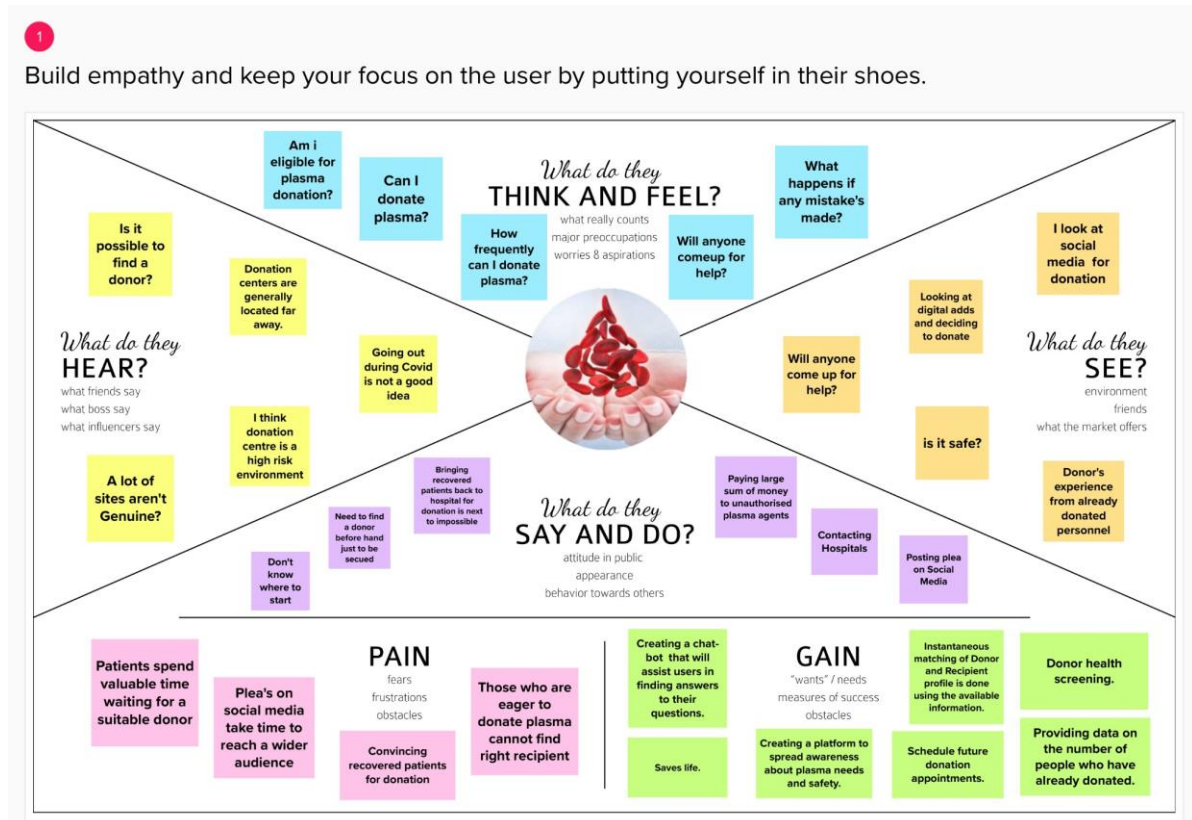 1
Build empathy and keep your focus on the user by putting yourself in their shoes.
What do they
THINK AND FEEL?
what really counts
major preoccupations
worries & aspirations
Am i
eligible for
plasma
donation?
Can I
donate
plasma?
How
frequently
can I donate
plasma?
Will anyone
comeup for
help?
What
happens if
any mistake's
made?
What do they
HEAR?
what friends say
what boss say
what influencers say
Is it
possible to
find a
donor?
Donation
centers are
generally
located far
away.
Going out
during Covid
is not a good
idea
I think
donation
centre is a
high risk
environment
A lot of
sites aren't
Genuine?
What do they
SEE?
environment
friends
what the market offers
I look at
social
media for
donation
Looking at
digital adds
and deciding
to donate
Will anyone
come up for
help?
is it safe?
Donor's
experience
from already
donated
personnel
What do they
SAY AND DO?
attitude in public
appearance
behavior towards others
Bringing
recovered
patients back to
hospital for
donation is next
to impossible
Need to find
a donor
before hand
just to be
secued
Don't
know
where to
start
Paying large
sum of money
to unauthorised
plasma agents
Contacting
Hospitals
Posting plea
on Social
Media
PAIN
fears
frustrations
obstacles
Patients spend
valuable time
waiting for a
suitable donor
Plea's on
social media
take time to
reach a wider
audience
Convincing
recovered patients
for donation
Those who are
eager to
donate plasma
cannot find
right recipient
GAIN
"wants" / needs
measures of success
obstacles
Creating a chat-
bot that will
assist users in
finding answers
to their
questions.
Saves life.
Creating a platform to
spread awareness
about plasma needs
and safety.
Instantaneous
matching of Donor
and Recipient
profile is done
using the available
information.
Schedule future
donation
appointments.
Donor health
screening.
Providing data on
the number of
people who have
already donated.